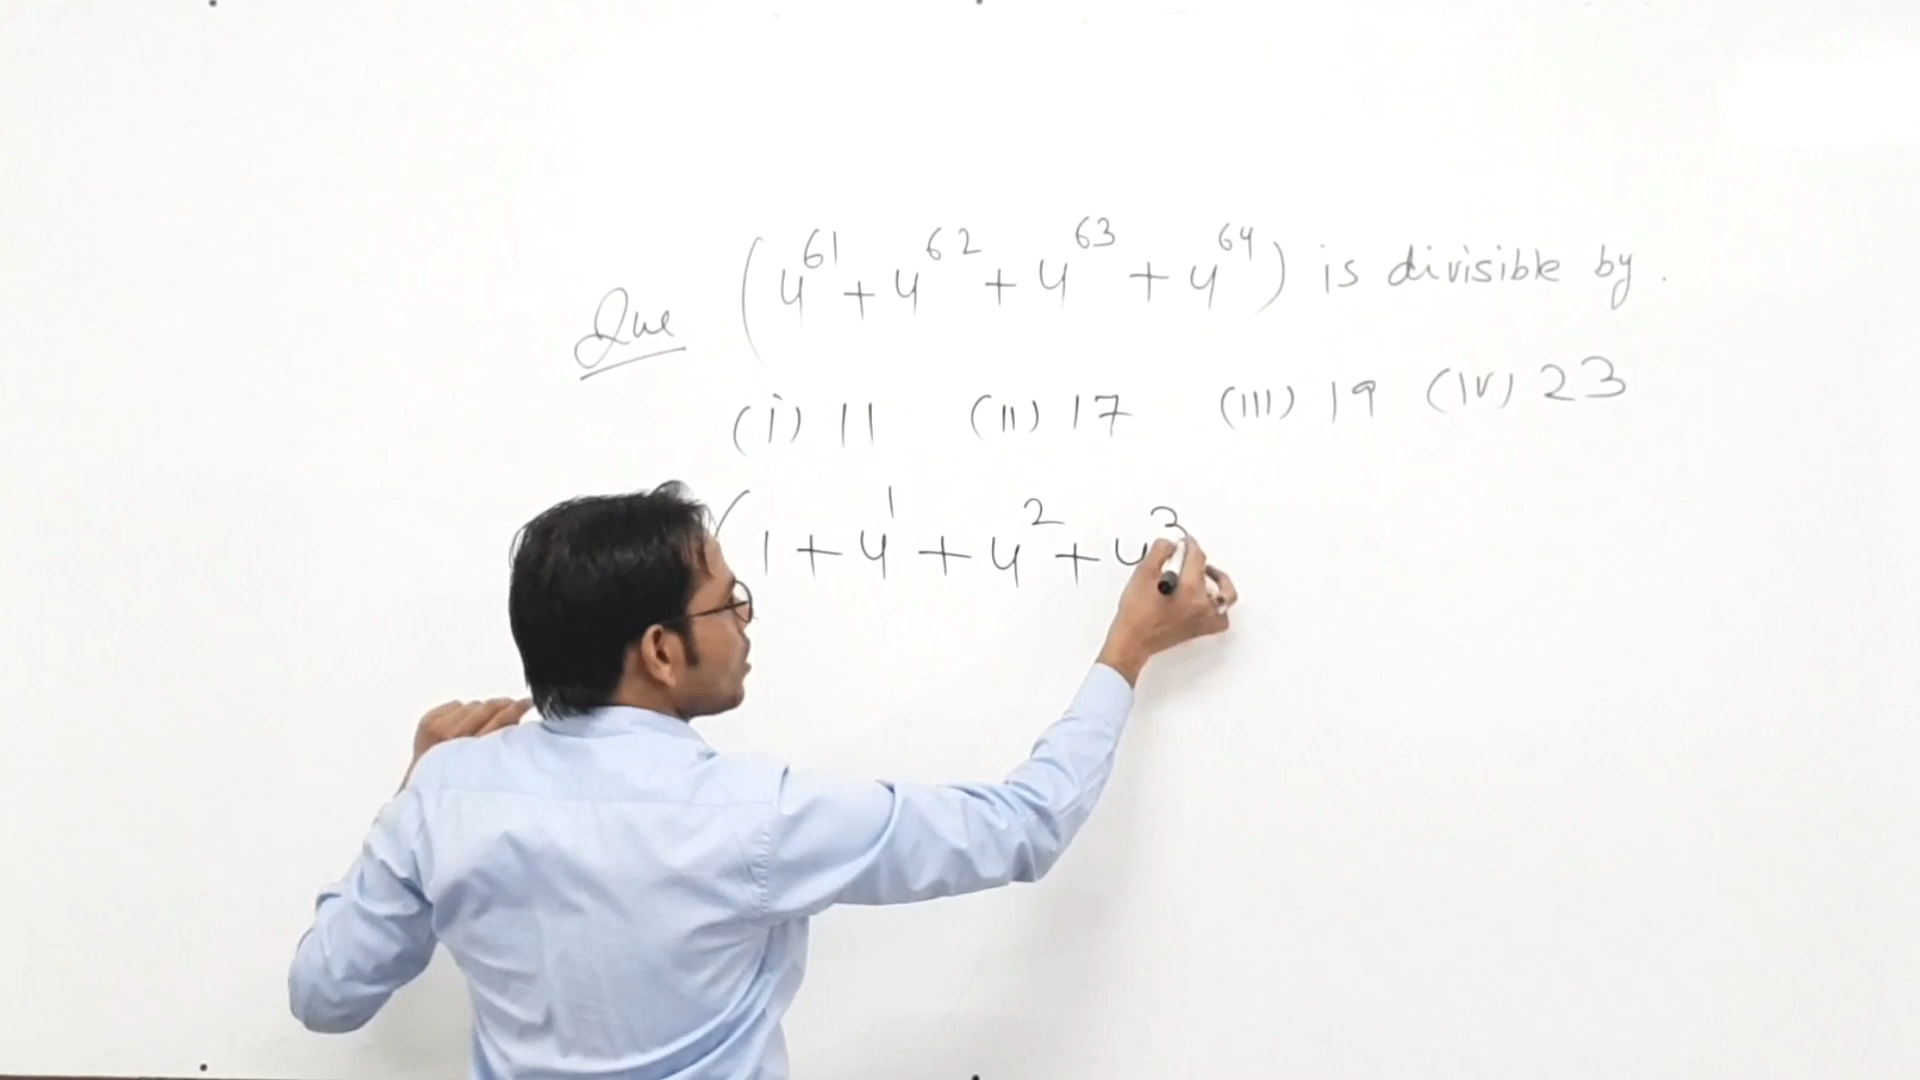 Que (4^61 + 4^62 + 4^63 + 4^64) is divisible by.
(i) 11 (ii) 17 (iii) 19 (iv) 23
(1 + 4^1 + 4^2 + 4^3